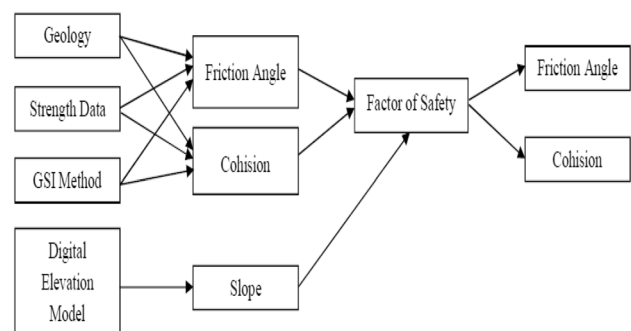 Geology
Strength Data
GSI Method
Digital
Elevation
Model
Friction Angle
Cohision
Slope
Factor of Safety
Friction Angle
Cohision